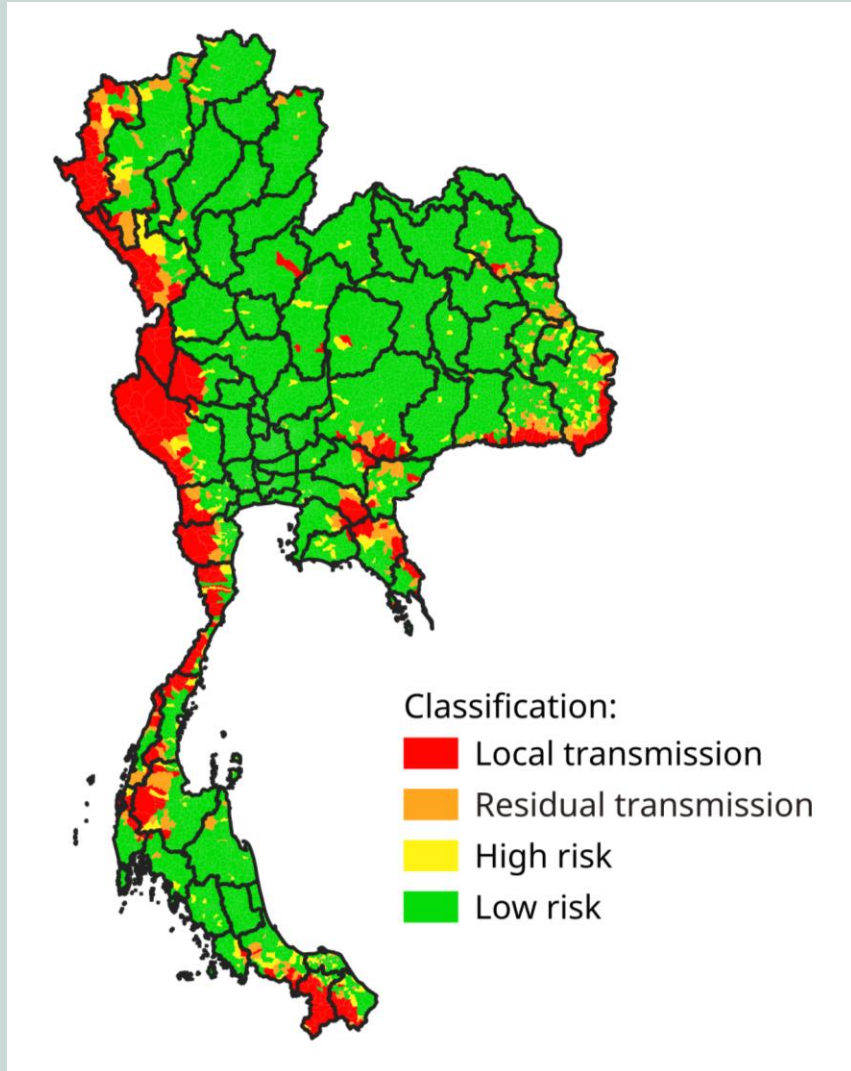 Classification:
Local transmission
Residual transmission
High risk
Low risk